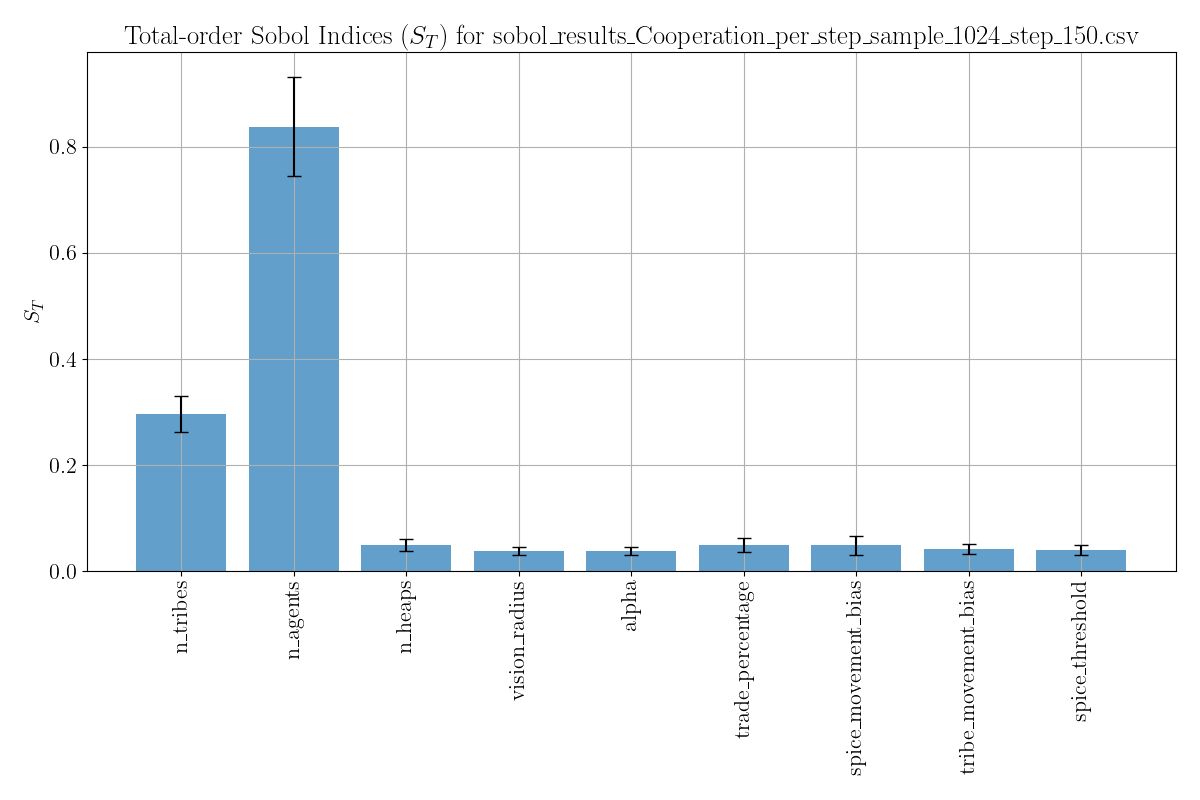 Total-order Sobol Indices (S_T) for sobol_results_Cooperation_per_step_sample_1024_step_150.csv
0.8
0.6
0.4
0.2
0.0
S_T
n_tribes
n_agents
n_heaps
vision_radius
alpha
trade_percentage
spice_movement_bias
tribe_movement_bias
spice_threshold